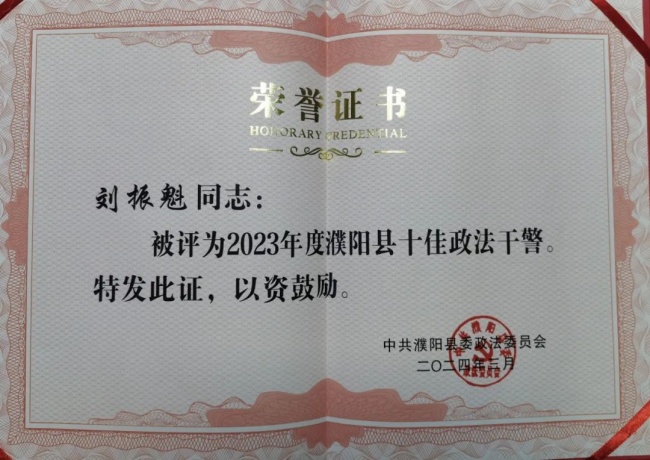 荣誉证书
HONORARY CREDENTIAL
刘振魁同志：
被评为2023年度濮阳县十佳政法干警。
特发此证，以资鼓励。
中共濮阳县委政法委员会
二〇二四年三月